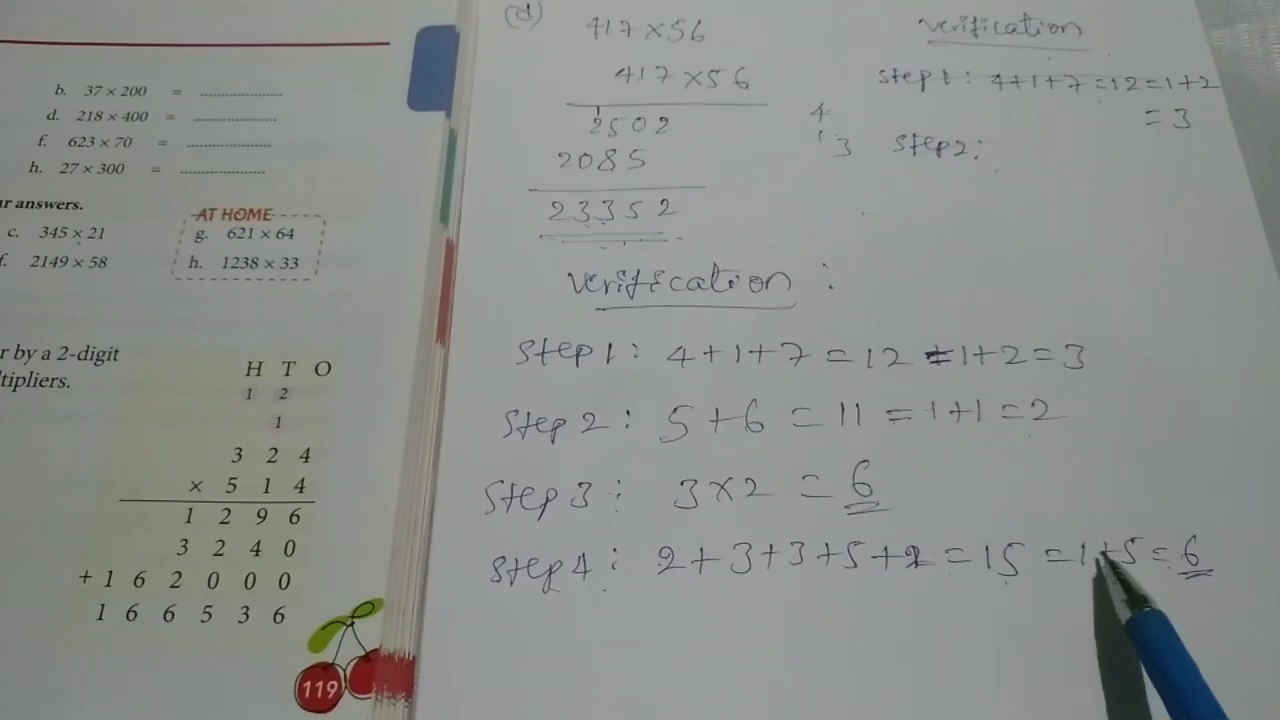 b. 37 × 200 = ....................
d. 218 × 400 = ....................
f. 623 × 70 = ....................
h. 27 × 300 = ....................
r answers.
c. 345 × 21
f. 2149 × 58
AT HOME
g. 621 × 64
h. 1238 × 33
r by a 2-digit
tipliers.
H T O
1 2
1
3 2 4
× 5 1 4
1 2 9 6
3 2 4 0
+ 1 6 2 0 0 0
1 6 6 5 3 6
119
(d) 417×56
417×56
1
2502
2085
23352
verification :
Step 1 : 4+1+7 = 12 = 1+2 = 3
Step 2 : 5+6 = 11 = 1+1 = 2
Step 3 : 3×2 = 6
Step 4 : 2+3+3+5+2 = 15 = 1+5 = 6
verification
Step 1: 4+1+7 = 12 = 1+2
= 3
4
1 3
Step 2: